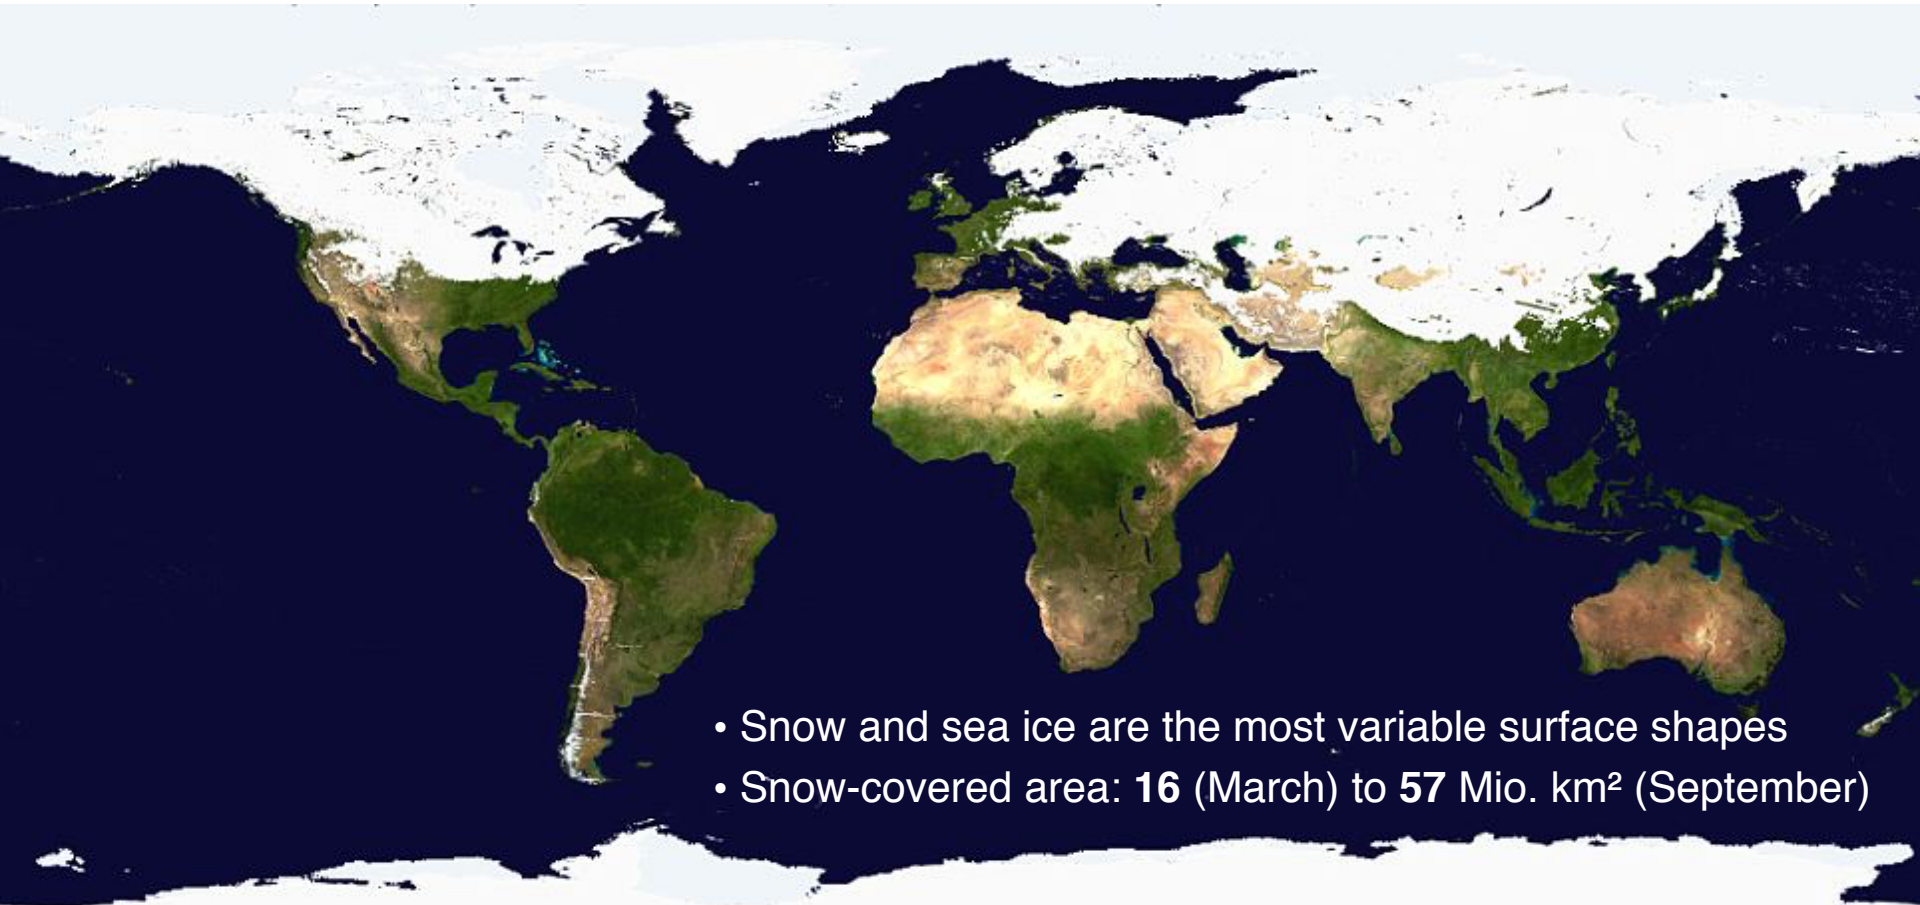 • Snow and sea ice are the most variable surface shapes
• Snow-covered area: 16 (March) to 57 Mio. km² (September)